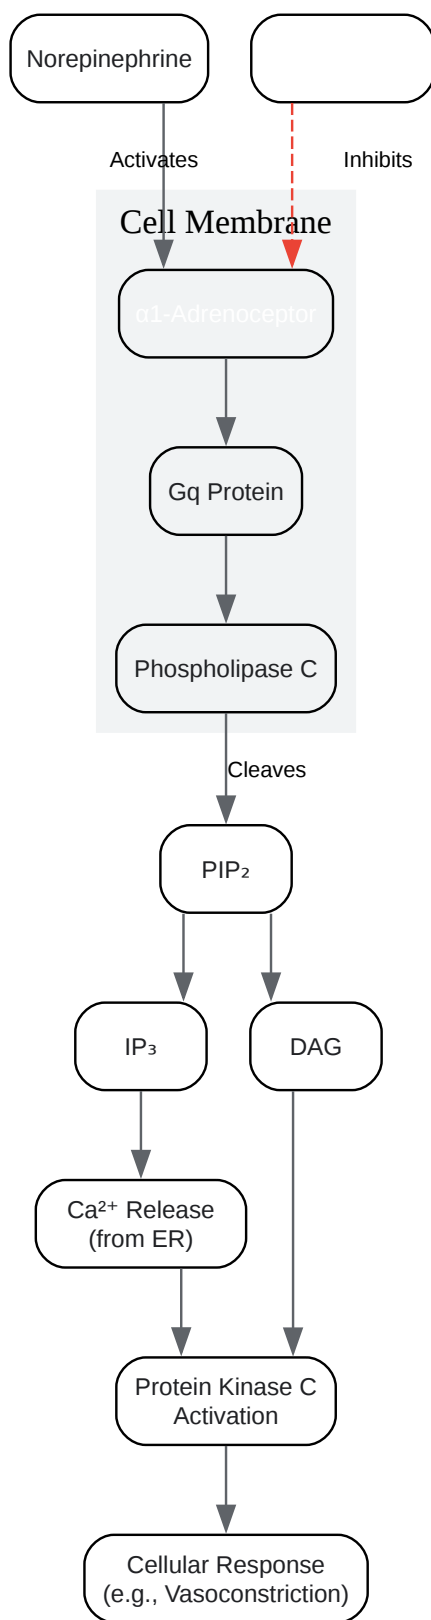 Norepinephrine
Activates
Inhibits
Cell Membrane
α1-Adrenoceptor
Gq Protein
Phospholipase C
Cleaves
PIP₂
IP₃
DAG
Ca²⁺ Release
(from ER)
Protein Kinase C
Activation
Cellular Response
(e.g., Vasoconstriction)